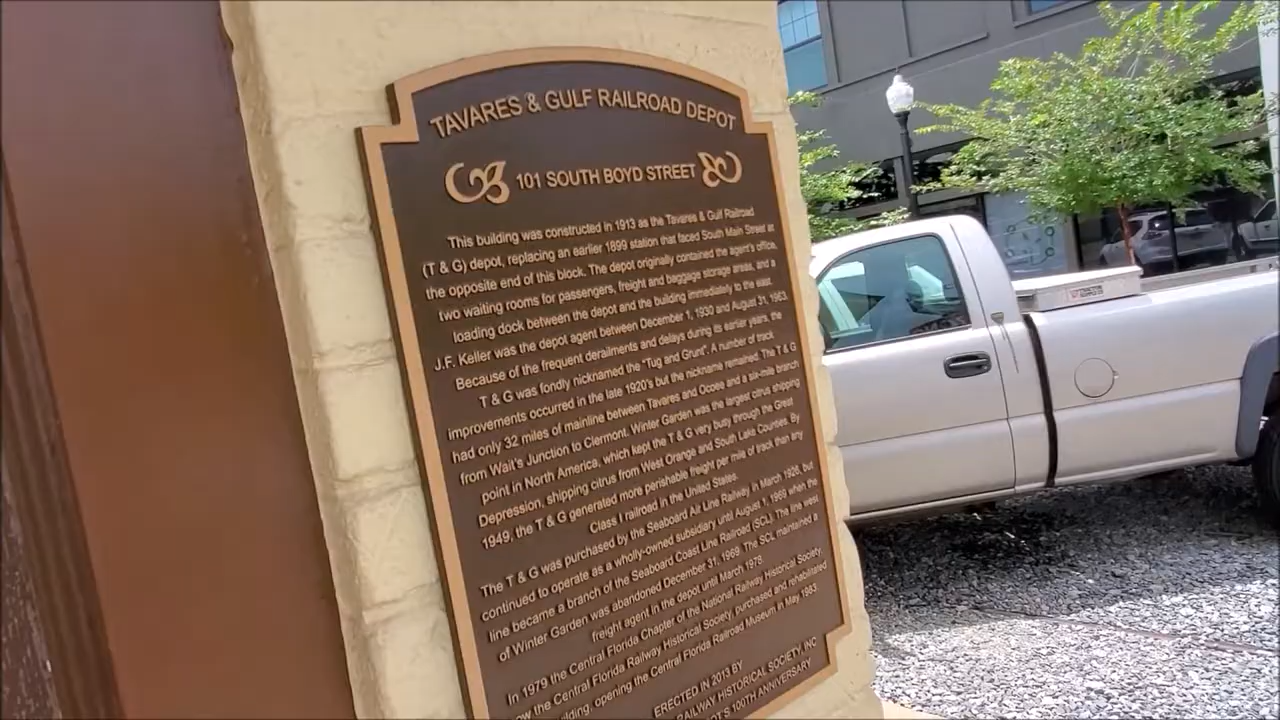 TAVARES & GULF RAILROAD DEPOT
101 SOUTH BOYD STREET
This building was constructed in 1913 as the Tavares & Gulf Railroad
(T & G) depot, replacing an earlier 1899 station that faced South Main Street at
the opposite end of this block. The depot originally contained the agent's office,
two waiting rooms for passengers, freight and baggage storage areas, and a
loading dock between the depot and the building immediately to the east.
J.F. Keller was the depot agent between December 1, 1930 and August 31, 1963.
Because of the frequent derailments and delays during its earlier years, the
T & G was fondly nicknamed the "Tug and Grunt". A number of track
improvements occurred in the late 1920's but the nickname remained. The T & G
had only 32 miles of mainline between Tavares and Ocoee and a six-mile branch
from Wait's Junction to Clermont. Winter Garden was the largest citrus shipping
point in North America, which kept the T & G very busy through the Great
Depression, shipping citrus from West Orange and South Lake Counties. By
1949, the T & G generated more perishable freight per mile of track than any
Class I railroad in the United States.
The T & G was purchased by the Seaboard Air Line Railway in March 1926, but
continued to operate as a wholly-owned subsidiary until August 1, 1969 when the
line became a branch of the Seaboard Coast Line Railroad (SCL). The line west
of Winter Garden was abandoned December 31, 1969. The SCL maintained a
freight agent in the depot until March 1978.
In 1979 the Central Florida Chapter of the National Railway Historical Society,
now the Central Florida Railway Historical Society, purchased and rehabilitated
building, opening the Central Florida Railroad Museum in May 1983
ERECTED IN 2013 BY
RAILWAY HISTORICAL SOCIETY, INC
100TH ANNIVERSARY